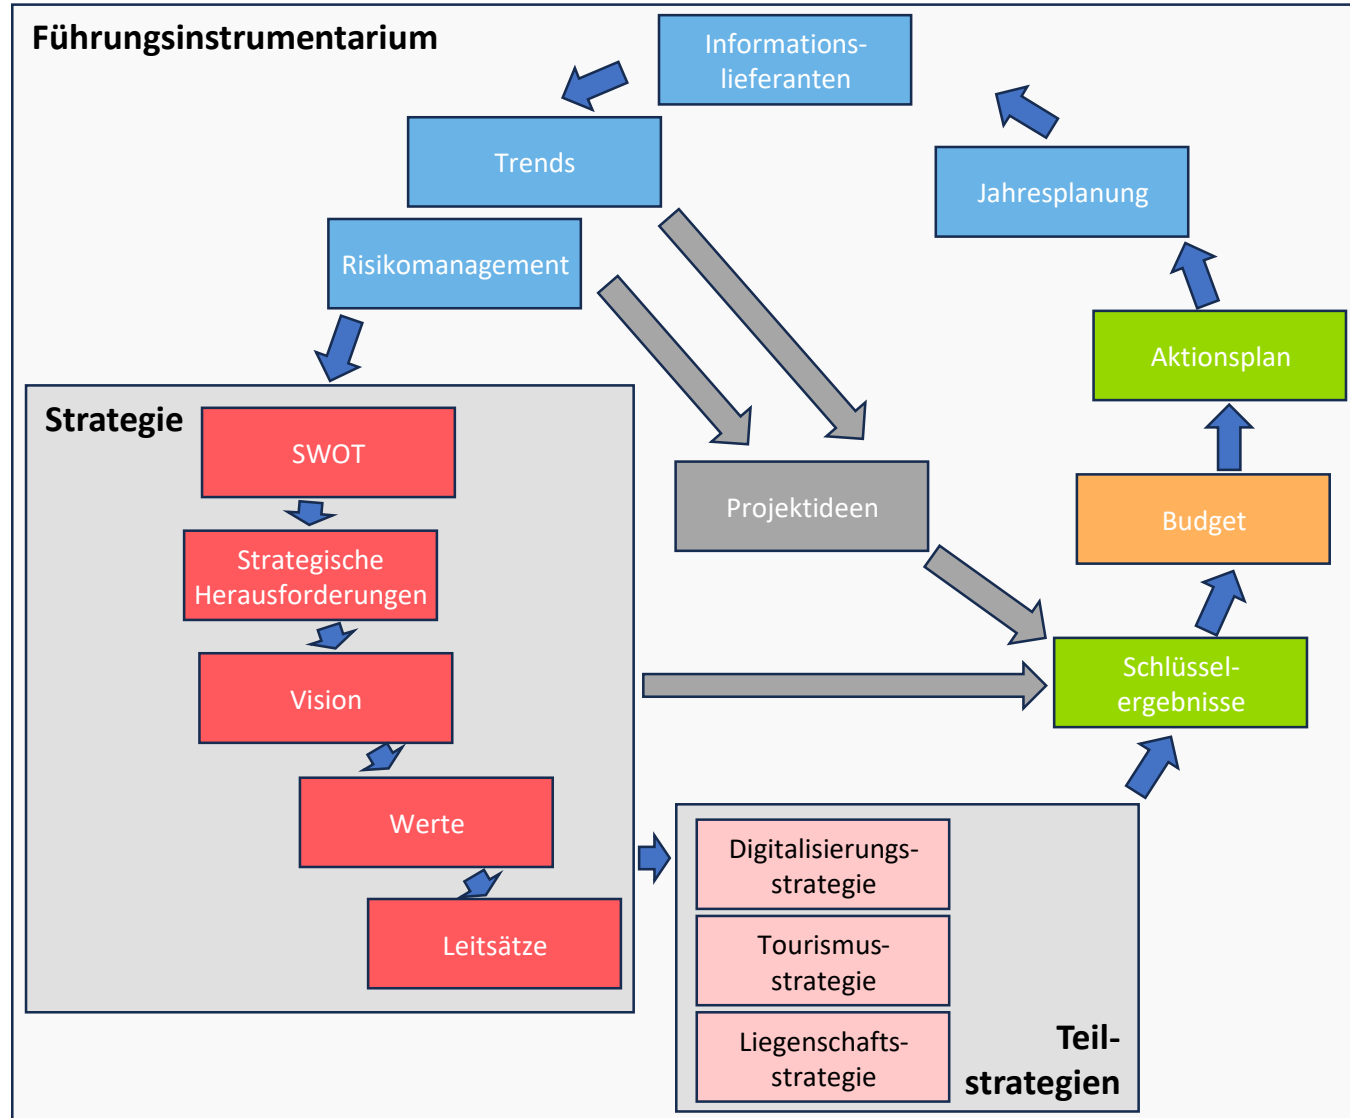 Führungsinstrumentarium
Informations-
lieferanten
Trends
Jahresplanung
Risikomanagement
Aktionsplan
Strategie
SWOT
Projektideen
Budget
Strategische
Herausforderungen
Vision
Schlüssel-
ergebnisse
Werte
Leitsätze
Digitalisierungs-
strategie
Tourismus-
strategie
Liegenschafts-
strategie
Teil-
strategien